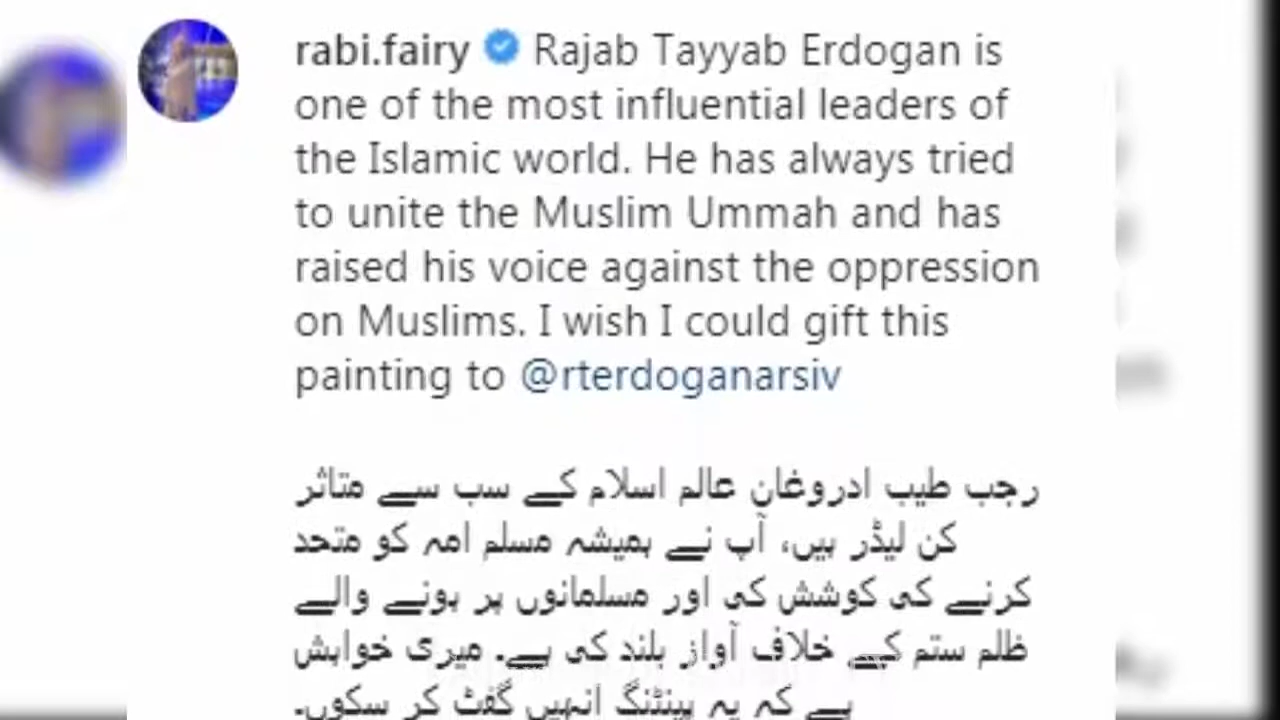 rabi.fairy Rajab Tayyab Erdogan is
one of the most influential leaders of
the Islamic world. He has always tried
to unite the Muslim Ummah and has
raised his voice against the oppression
on Muslims. I wish I could gift this
painting to @rterdoganarsiv
رجب طیب ادروغان عالم اسلام کے سب سے متاثر
کن لیڈر ہیں، آپ نے ہمیشہ مسلم امہ کو متحد
کرنے کی کوشش کی اور مسلمانوں پر ہونے والے
ظلم ستم کے خلاف آواز بلند کی ہے۔ میری خواہش
ہے کہ یہ پینٹنگ انہیں گفٹ کر سکوں۔